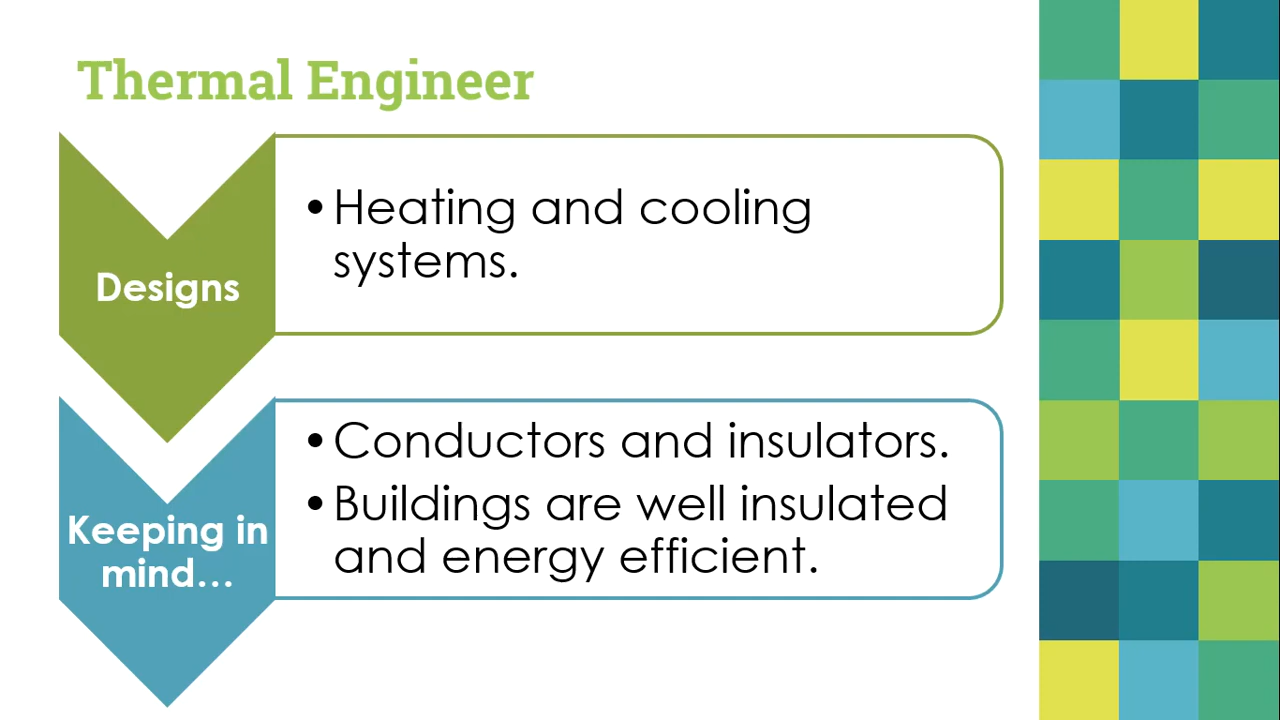 Thermal Engineer
Designs
•Heating and cooling
systems.
Keeping in
mind...
•Conductors and insulators.
•Buildings are well insulated
and energy efficient.